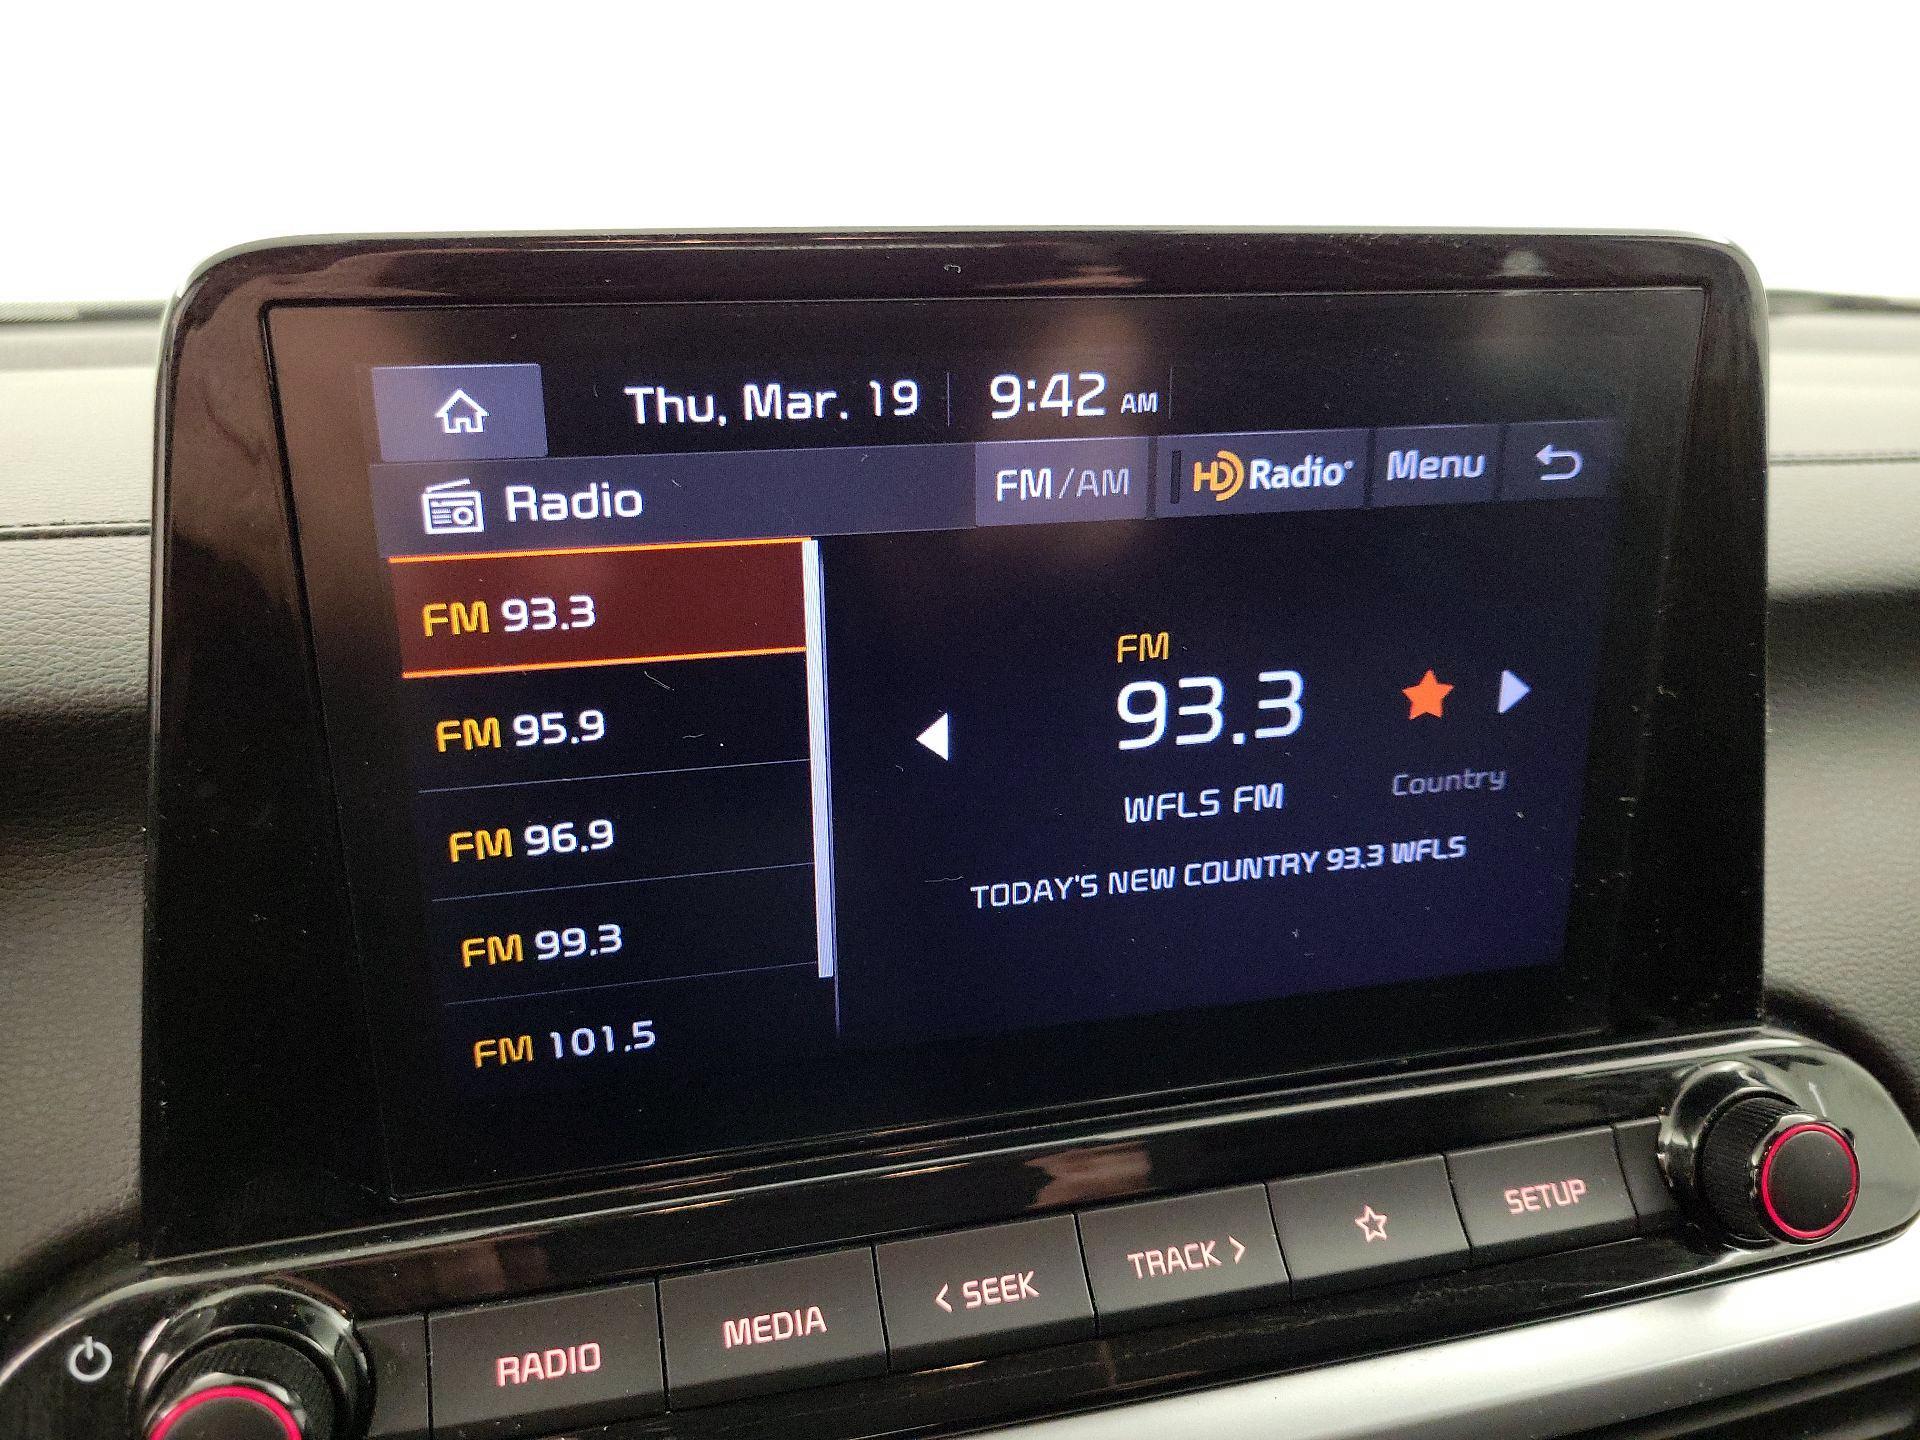 Thu, Mar. 19 9:42 AM
Radio FM/AM HD Radio Menu
FM 93.3
FM 95.9
FM 96.9
FM 99.3
FM 101.5
FM
93.3
WFLS FM Country
TODAY'S NEW COUNTRY 93.3 WFLS
RADIO MEDIA < SEEK TRACK > SETUP